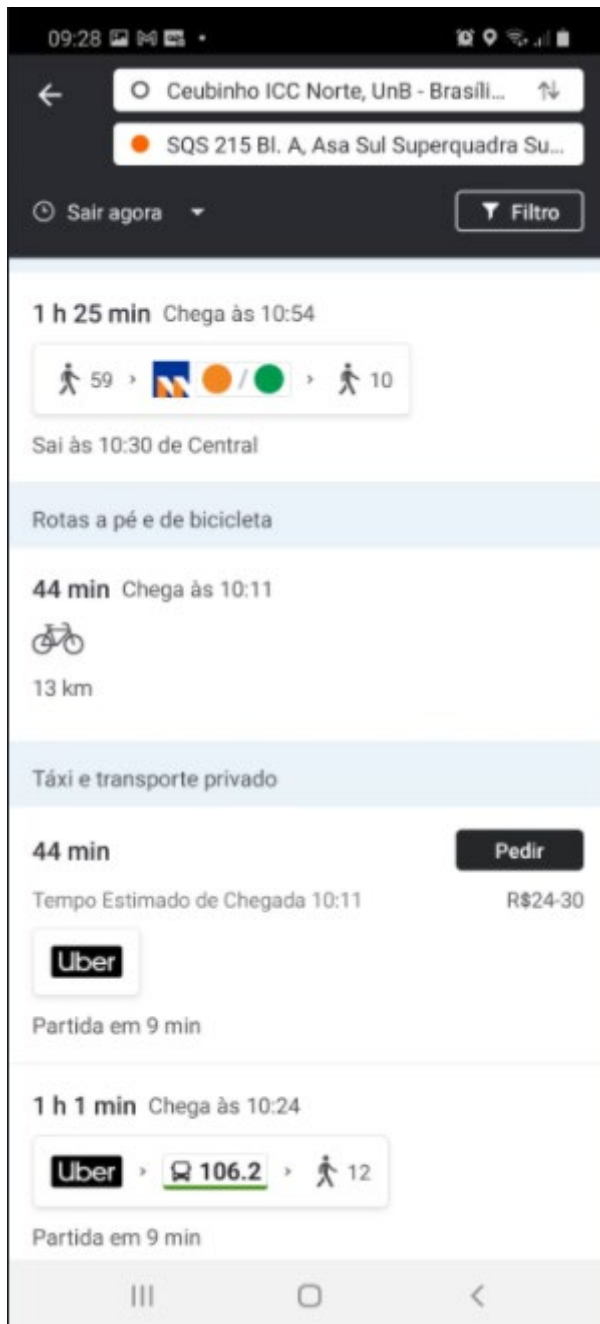 09:28
Ceubinho ICC Norte, UnB - Brasíli...
SQS 215 Bl. A, Asa Sul Superquadra Su...
Sair agora
Filtro
1 h 25 min Chega às 10:54
59 › / › 10
Sai às 10:30 de Central
Rotas a pé e de bicicleta
44 min Chega às 10:11
13 km
Táxi e transporte privado
44 min
Pedir
Tempo Estimado de Chegada 10:11 R$24-30
Uber
Partida em 9 min
1 h 1 min Chega às 10:24
Uber › 106.2 › 12
Partida em 9 min